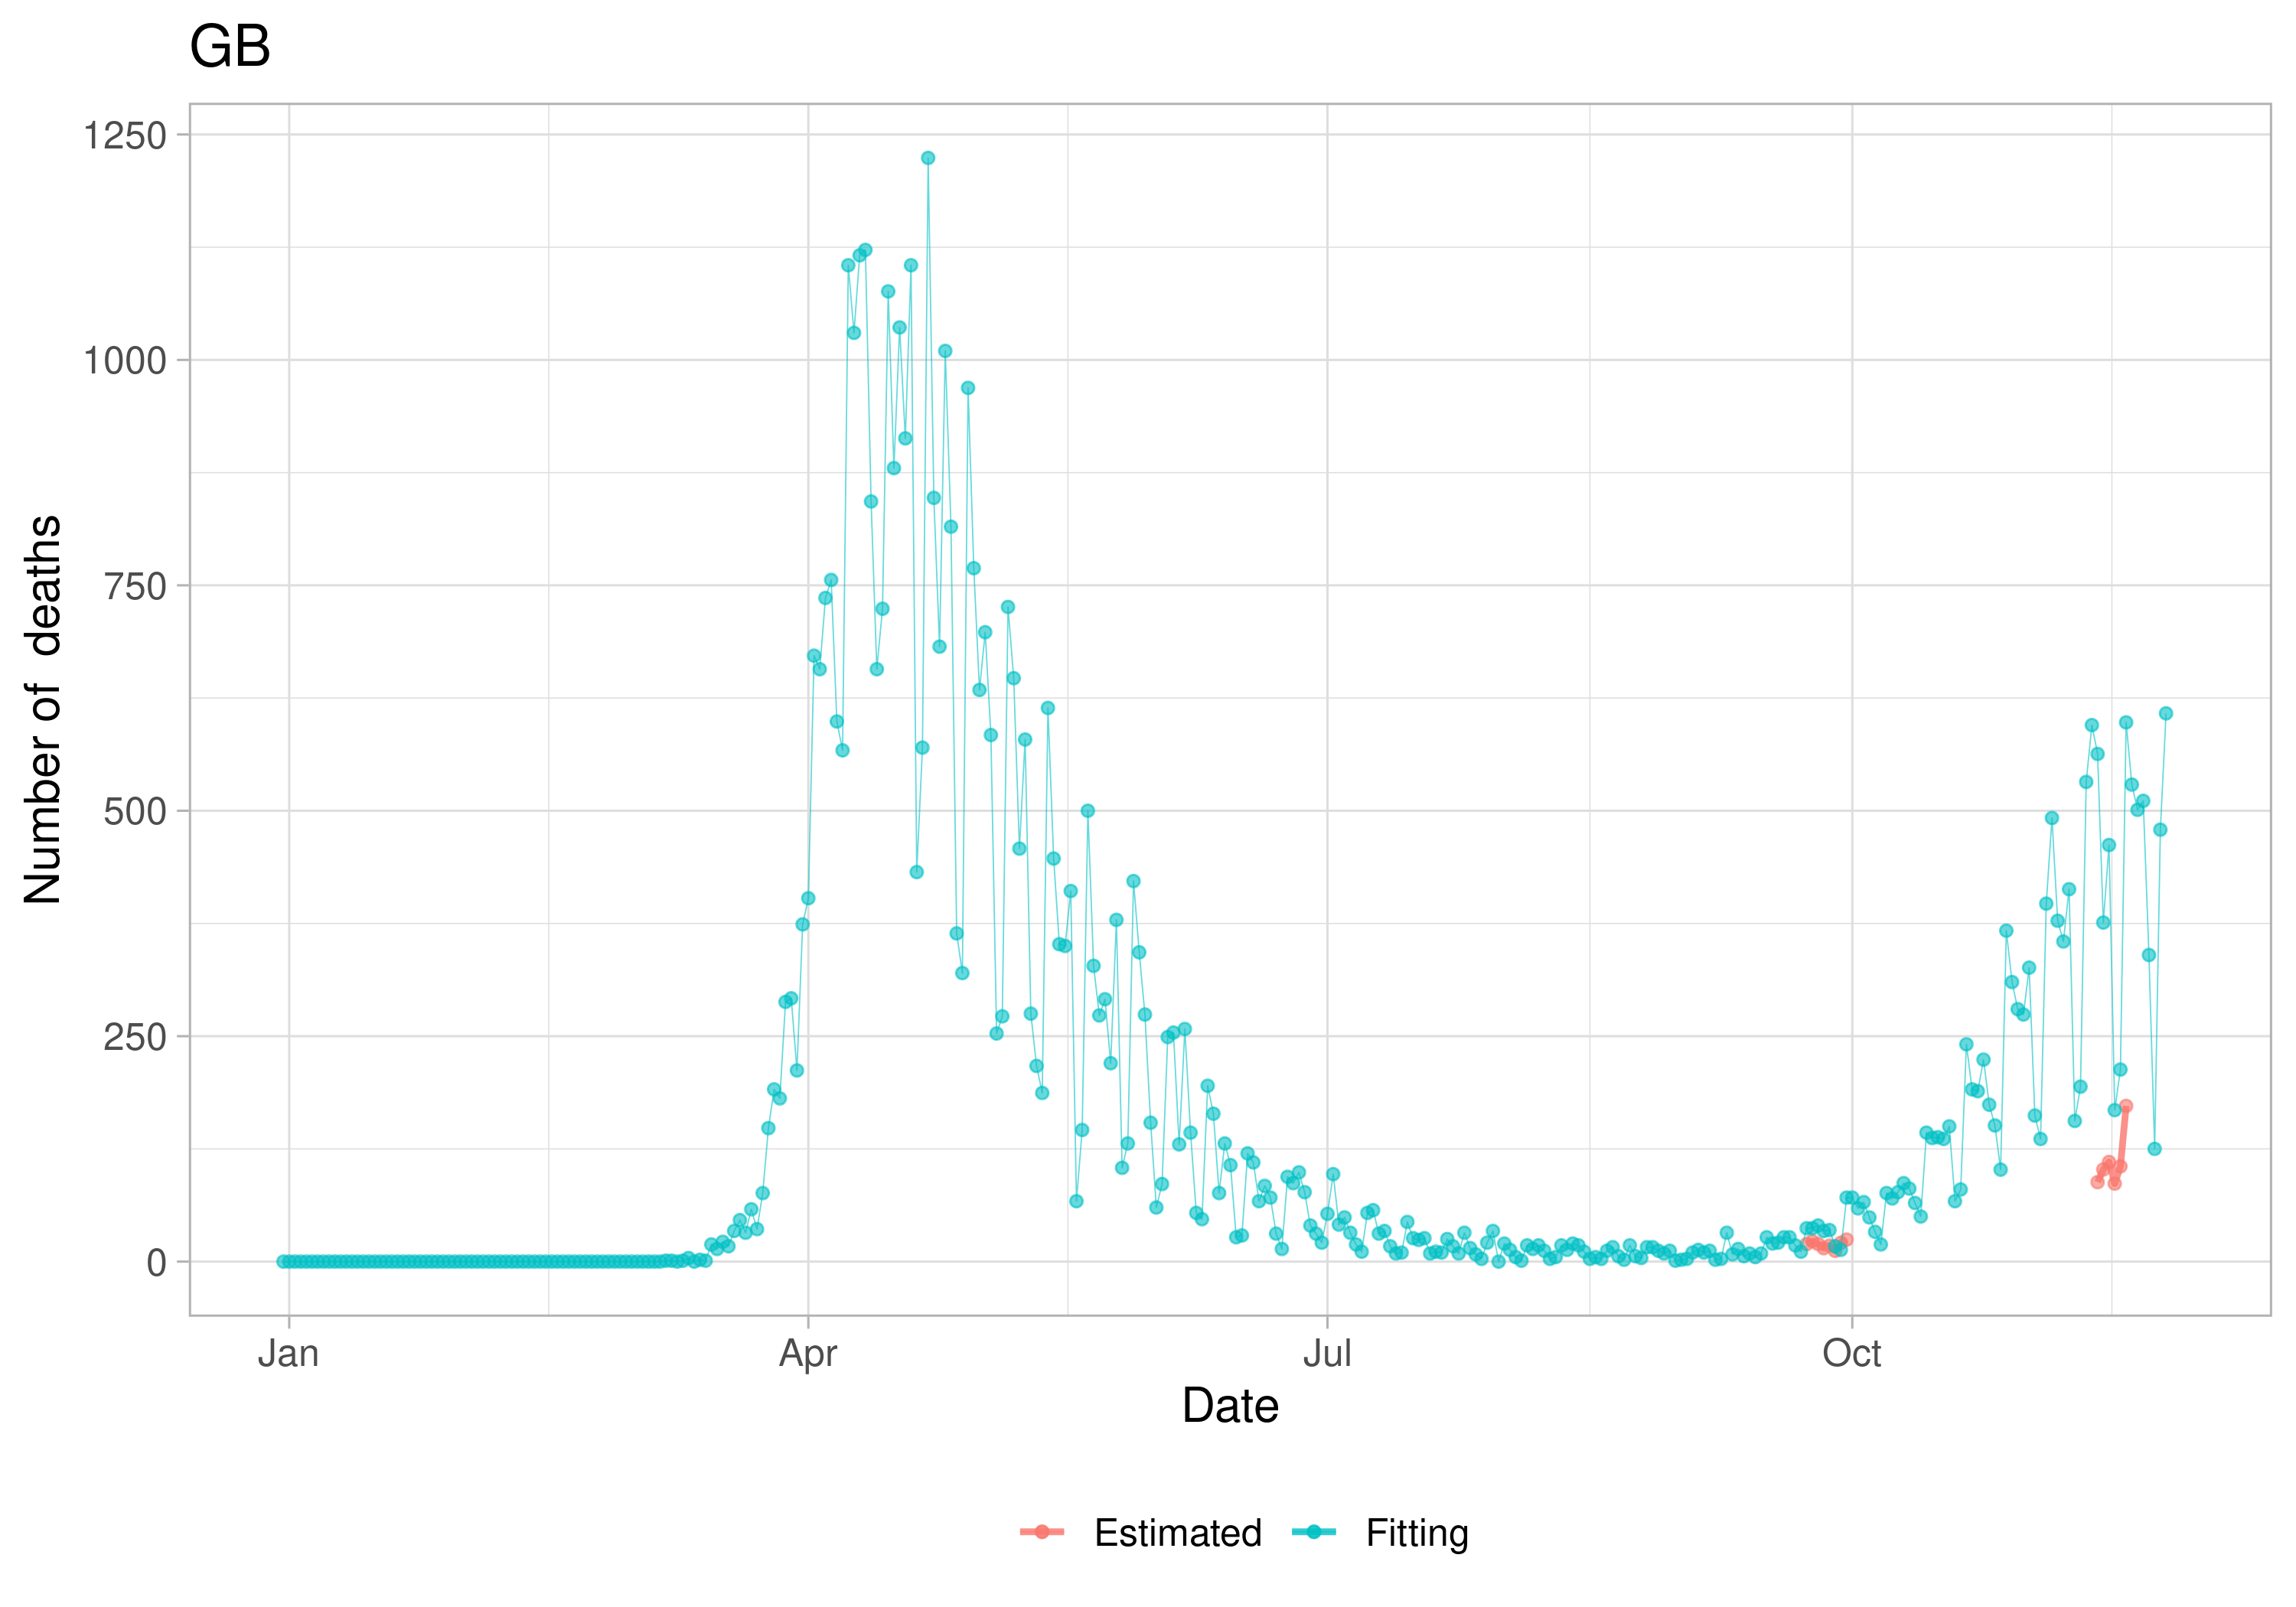 GB
Number of deaths
1250
1000
750
500
250
0
Jan Apr Jul Oct
Date
Estimated Fitting